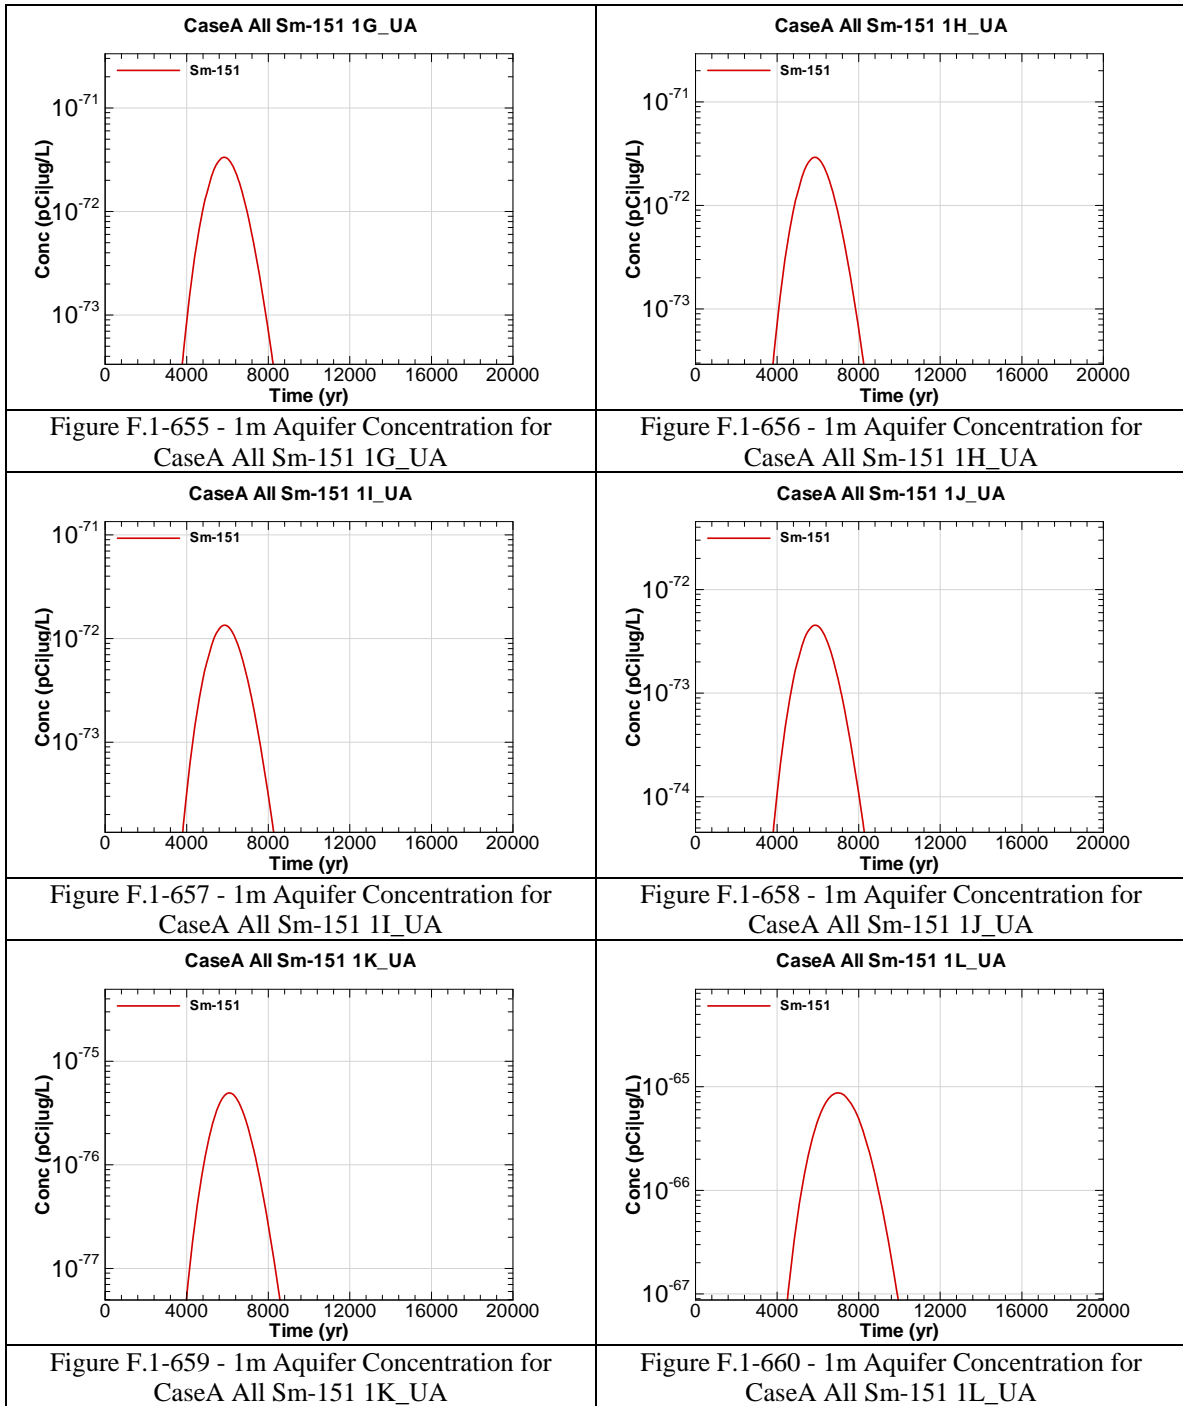 CaseA All Sm-151 1G_UA
Sm-151
10^-71
10^-72
10^-73
Conc (pCi|ug/L)
0 4000 8000 12000 16000 20000
Time (yr)
Figure F.1-655 - 1m Aquifer Concentration for
CaseA All Sm-151 1G_UA
CaseA All Sm-151 1H_UA
Sm-151
10^-71
10^-72
10^-73
Conc (pCi|ug/L)
0 4000 8000 12000 16000 20000
Time (yr)
Figure F.1-656 - 1m Aquifer Concentration for
CaseA All Sm-151 1H_UA
CaseA All Sm-151 1I_UA
Sm-151
10^-71
10^-72
10^-73
Conc (pCi|ug/L)
0 4000 8000 12000 16000 20000
Time (yr)
Figure F.1-657 - 1m Aquifer Concentration for
CaseA All Sm-151 1I_UA
CaseA All Sm-151 1J_UA
Sm-151
10^-72
10^-73
10^-74
Conc (pCi|ug/L)
0 4000 8000 12000 16000 20000
Time (yr)
Figure F.1-658 - 1m Aquifer Concentration for
CaseA All Sm-151 1J_UA
CaseA All Sm-151 1K_UA
Sm-151
10^-75
10^-76
10^-77
Conc (pCi|ug/L)
0 4000 8000 12000 16000 20000
Time (yr)
Figure F.1-659 - 1m Aquifer Concentration for
CaseA All Sm-151 1K_UA
CaseA All Sm-151 1L_UA
Sm-151
10^-65
10^-66
10^-67
Conc (pCi|ug/L)
0 4000 8000 12000 16000 20000
Time (yr)
Figure F.1-660 - 1m Aquifer Concentration for
CaseA All Sm-151 1L_UA